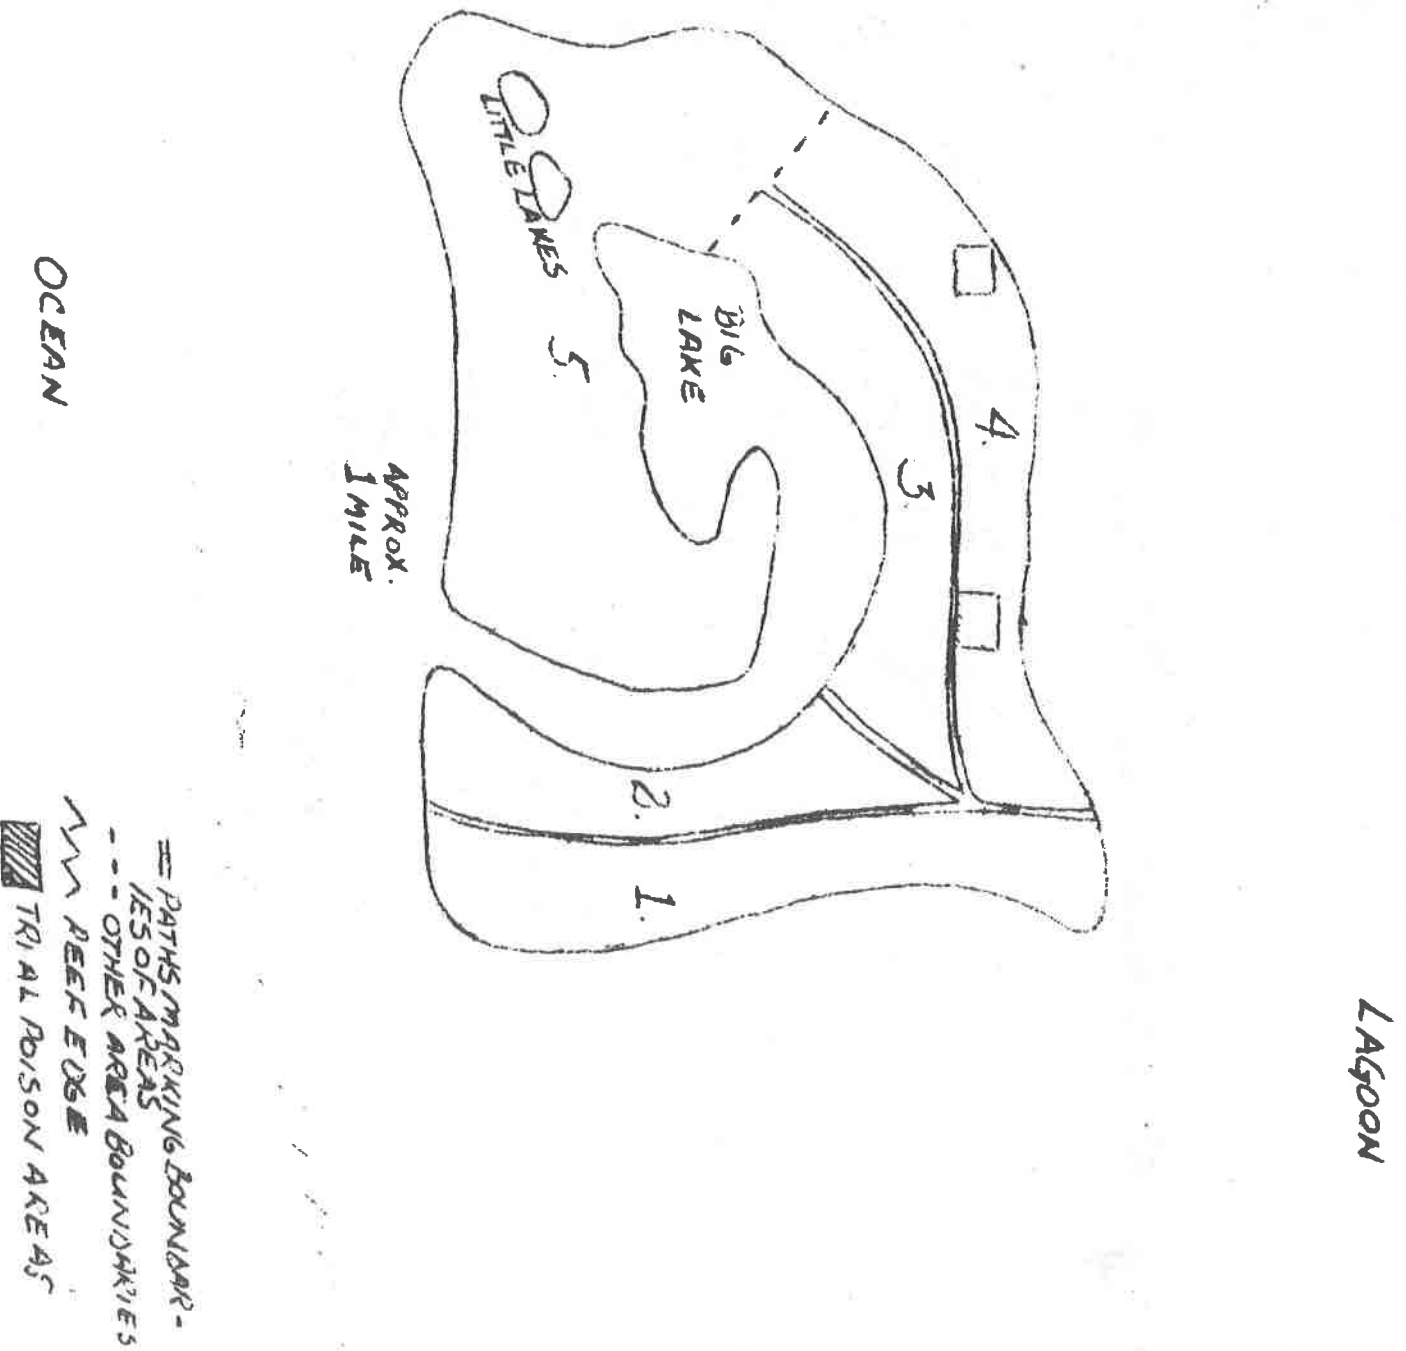 LAGOON
4.
3
BIG
LAKE
LITTLE LAKES
5.
2.
1.
APPROX.
1 MILE
OCEAN
= PATHS MARKING BOUNDAR-
IES OF AREAS
--- OTHER AREA BOUNDARIES
REEF EDGE
TRIAL POISON AREAS